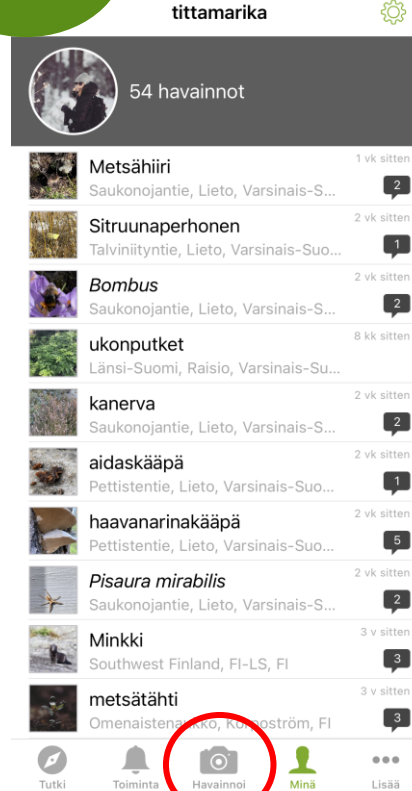 tittamarika
54 havainnot
1 vk sitten
Metsähiiri
2
Saukonojantie, Lieto, Varsinais-S...
2 vk sitten
Sitruunaperhonen
1
Talviniityntie, Lieto, Varsinais-Suo...
2 vk sitten
Bombus
2
Saukonojantie, Lieto, Varsinais-S...
8 kk sitten
ukonputket
Länsi-Suomi, Raisio, Varsinais-Su...
2 vk sitten
kanerva
2
Saukonojantie, Lieto, Varsinais-S...
2 vk sitten
aidaskääpä
1
Pettistentie, Lieto, Varsinais-Suo...
2 vk sitten
haavanarinakääpä
5
Pettistentie, Lieto, Varsinais-Suo...
2 vk sitten
Pisaura mirabilis
2
Saukonojantie, Lieto, Varsinais-S...
3 v sitten
Minkki
3
Southwest Finland, FI-LS, FI
3 v sitten
metsätähti
3
Omenaistenaukko, Korpoström, FI
Tutki Toiminta Havainnoi Minä Lisää